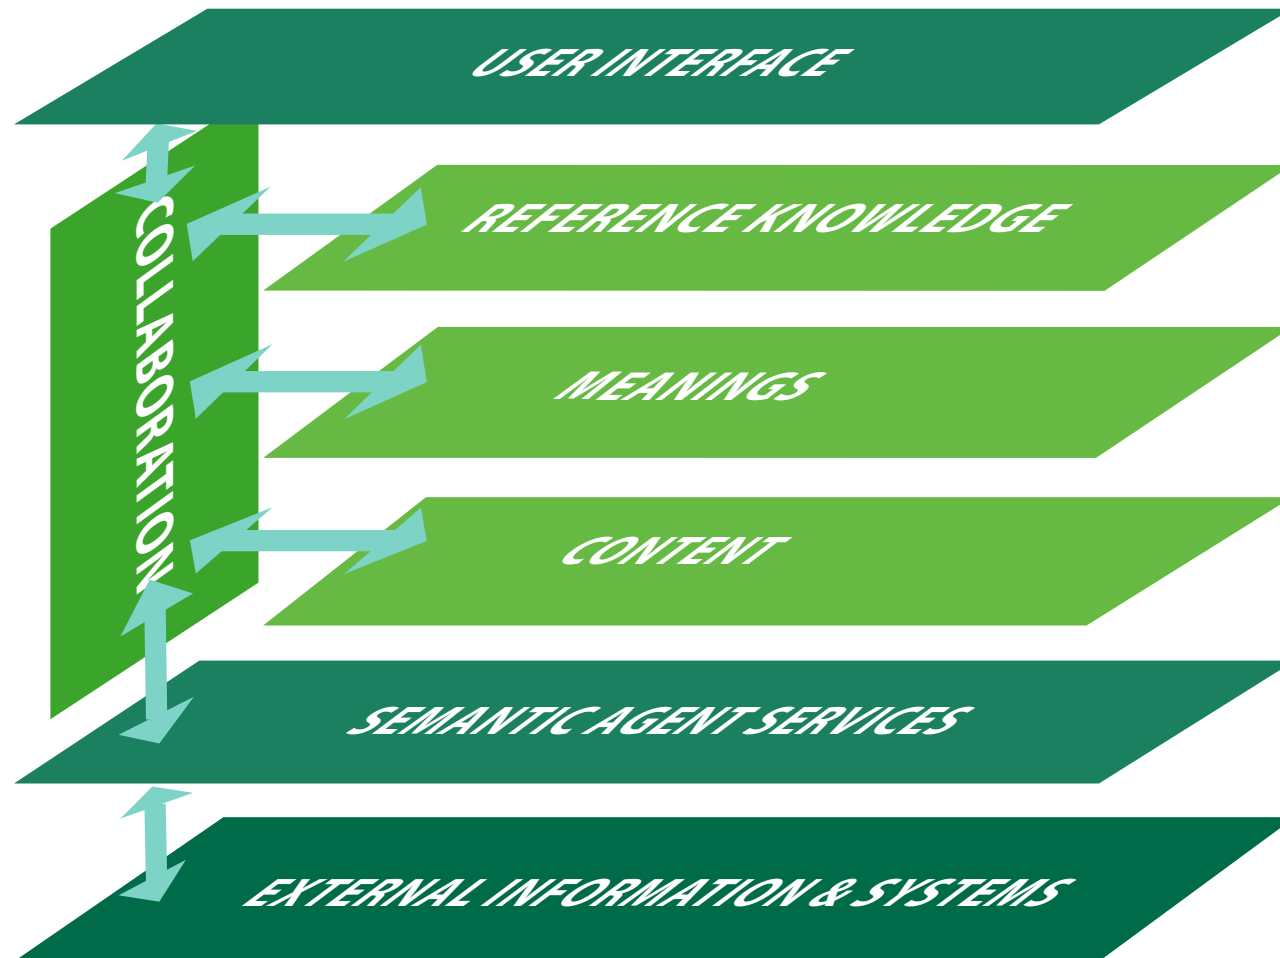 USER INTERFACE
COLLABORATION
REFERENCE KNOWLEDGE
MEANINGS
CONTENT
SEMANTIC AGENT SERVICES
EXTERNAL INFORMATION & SYSTEMS